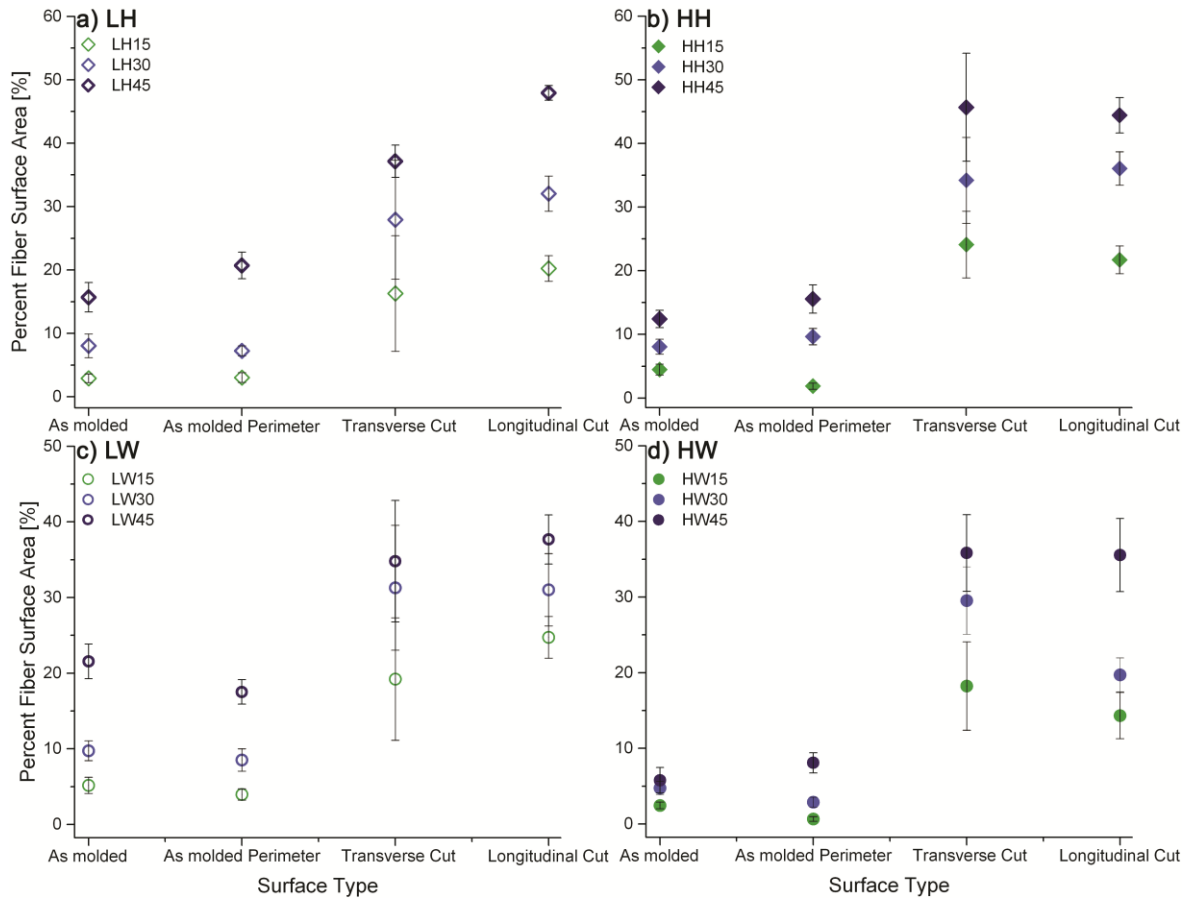 a) LH
LH15
LH30
LH45
60
50
40
30
20
10
0
Percent Fiber Surface Area [%]
As molded
As molded Perimeter
Transverse Cut
Longitudinal Cut
b) HH
HH15
HH30
HH45
60
50
40
30
20
10
0
As molded
As molded Perimeter
Transverse Cut
Longitudinal Cut
c) LW
LW15
LW30
LW45
50
40
30
20
10
0
Percent Fiber Surface Area [%]
As molded
As molded Perimeter
Transverse Cut
Longitudinal Cut
Surface Type
d) HW
HW15
HW30
HW45
50
40
30
20
10
0
As molded
As molded Perimeter
Transverse Cut
Longitudinal Cut
Surface Type